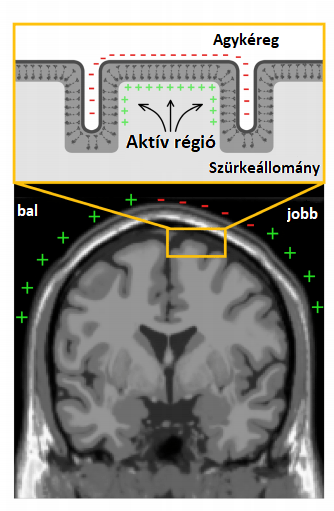 Agykéreg
Aktív régió
Szürkeállomány
bal
jobb